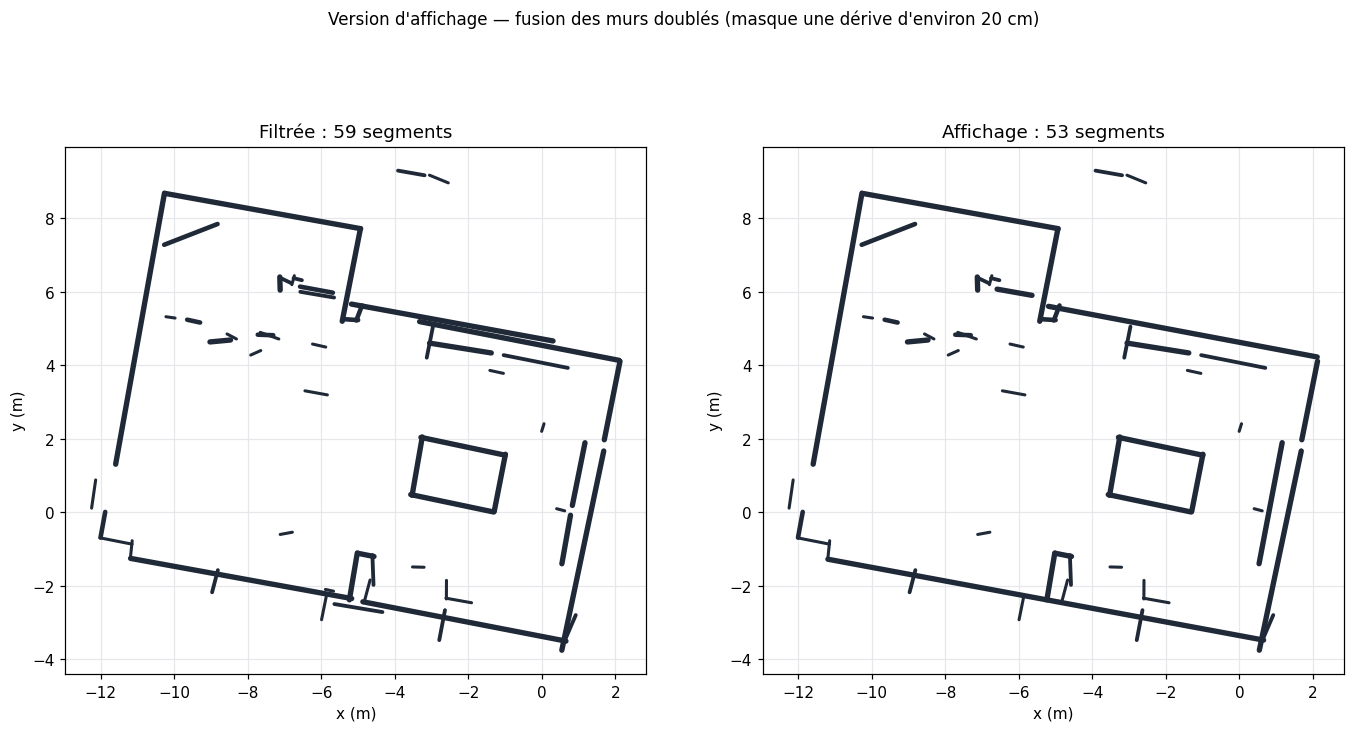 Version d'affichage — fusion des murs doublés (masque une dérive d'environ 20 cm)
Filtrée : 59 segments
8
6
4
2
0
−2
−4
y (m)
−12 −10 −8 −6 −4 −2 0 2
x (m)
Affichage : 53 segments
8
6
4
2
0
−2
−4
y (m)
−12 −10 −8 −6 −4 −2 0 2
x (m)